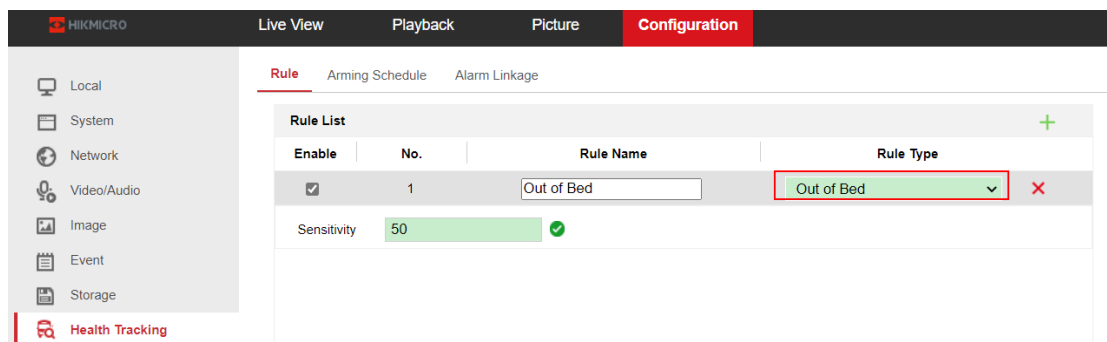 HIKMICRO Live View Playback Picture Configuration
Rule Arming Schedule Alarm Linkage
Local
System
Network
Video/Audio
Image
Event
Storage
Health Tracking
Rule List
Enable No. Rule Name Rule Type
1 Out of Bed Out of Bed
Sensitivity 50